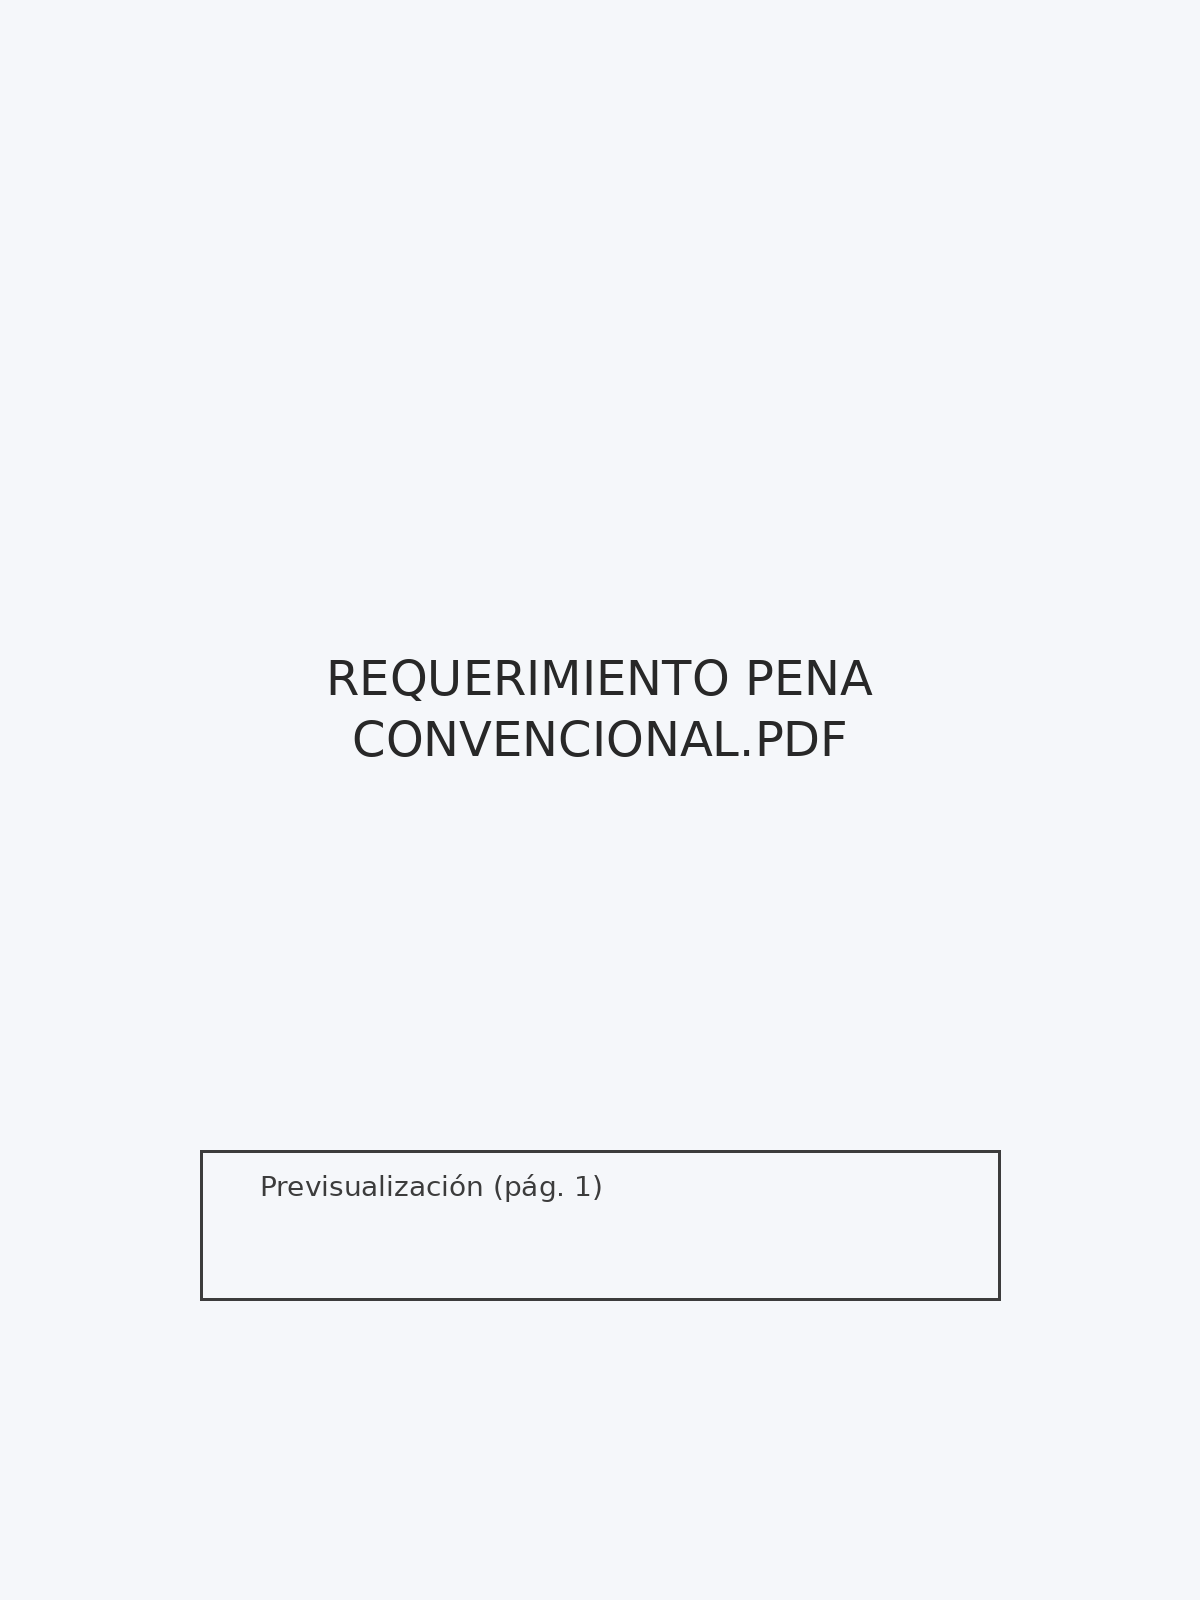 REQUERIMIENTO PENA
CONVENCIONAL.PDF
Previsualización (pág. 1)